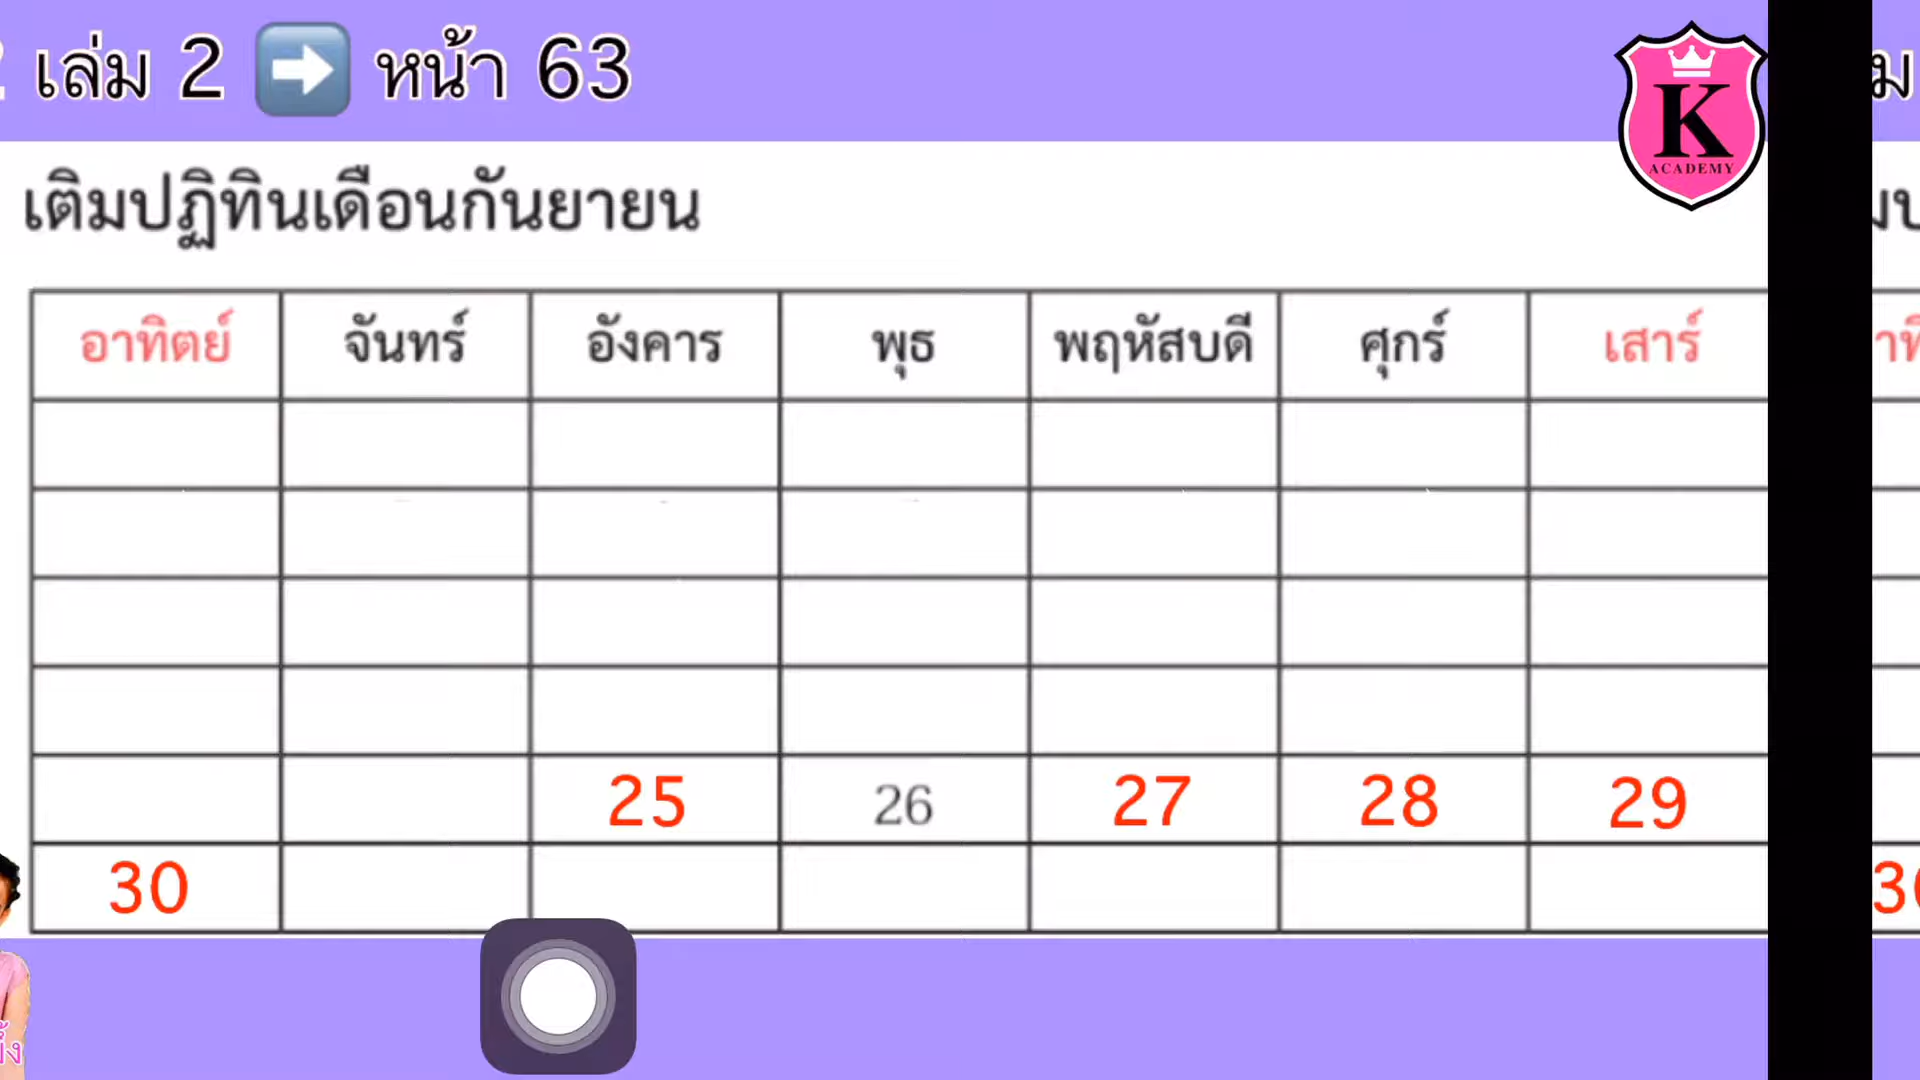 เล่ม 2 ➡ หน้า 63
K
ACADEMY
เติมปฏิทินเดือนกันยายน
อาทิตย์ จันทร์ อังคาร พุธ พฤหัสบดี ศุกร์ เสาร์
25 26 27 28 29
30